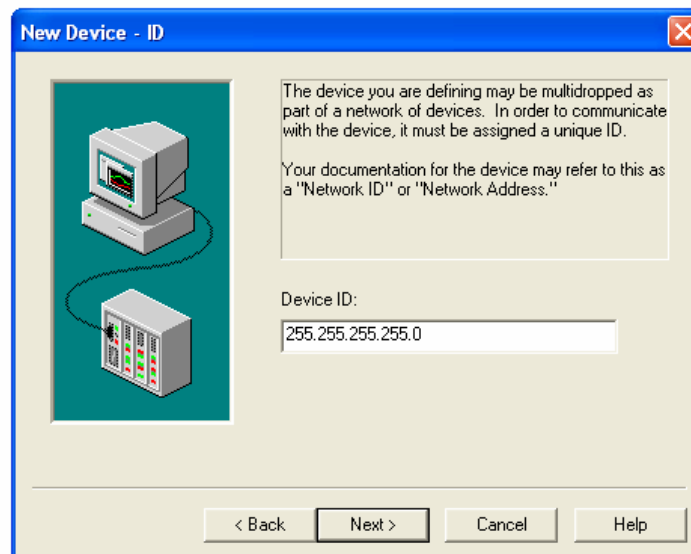 New Device - ID
The device you are defining may be multidropped as
part of a network of devices.  In order to communicate
with the device, it must be assigned a unique ID.
Your documentation for the device may refer to this as
a "Network ID" or "Network Address."
Device ID:
255.255.255.255.0
< Back
Next >
Cancel
Help